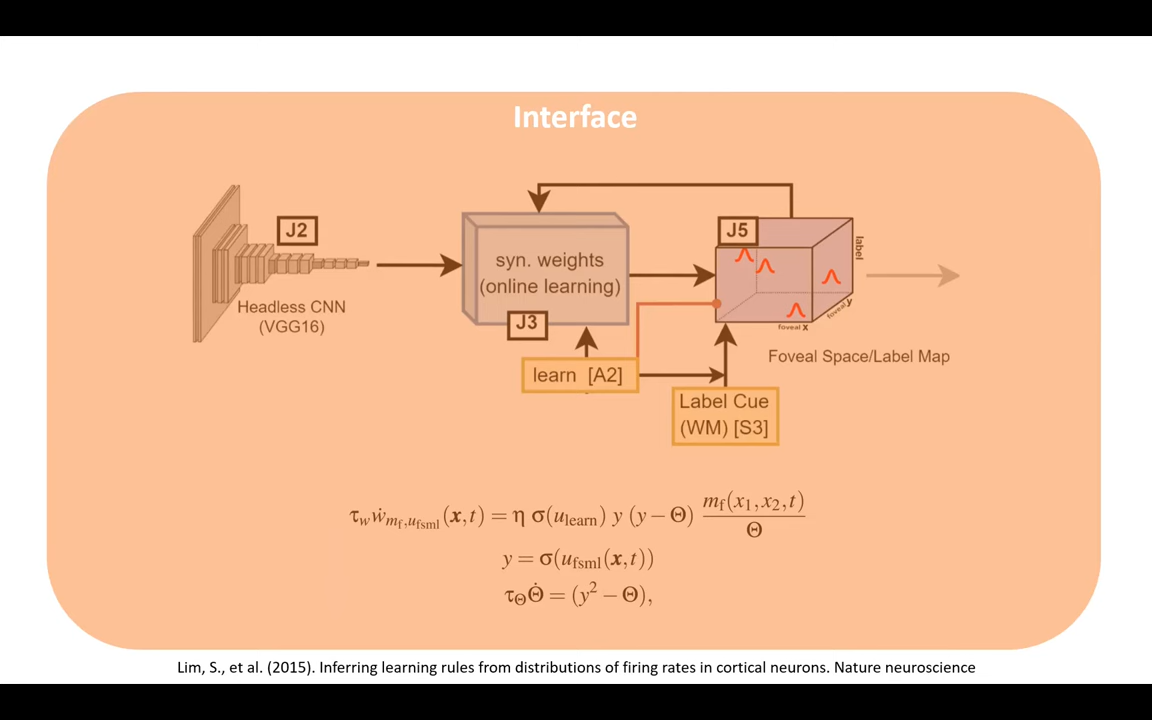 Interface
J2
Headless CNN
(VGG16)
syn. weights
(online learning)
J3
learn [A2]
J5
label
foveal y
foveal x
Foveal Space/Label Map
Label Cue
(WM) [S3]
τ_w ẇ_{m_f,u_fsml}(x,t) = η σ(u_learn) y (y−Θ) m_f(x₁,x₂,t)/Θ
y = σ(u_fsml(x,t))
τ_Θ Θ̇ = (y² − Θ),
Lim, S., et al. (2015). Inferring learning rules from distributions of firing rates in cortical neurons. Nature neuroscience